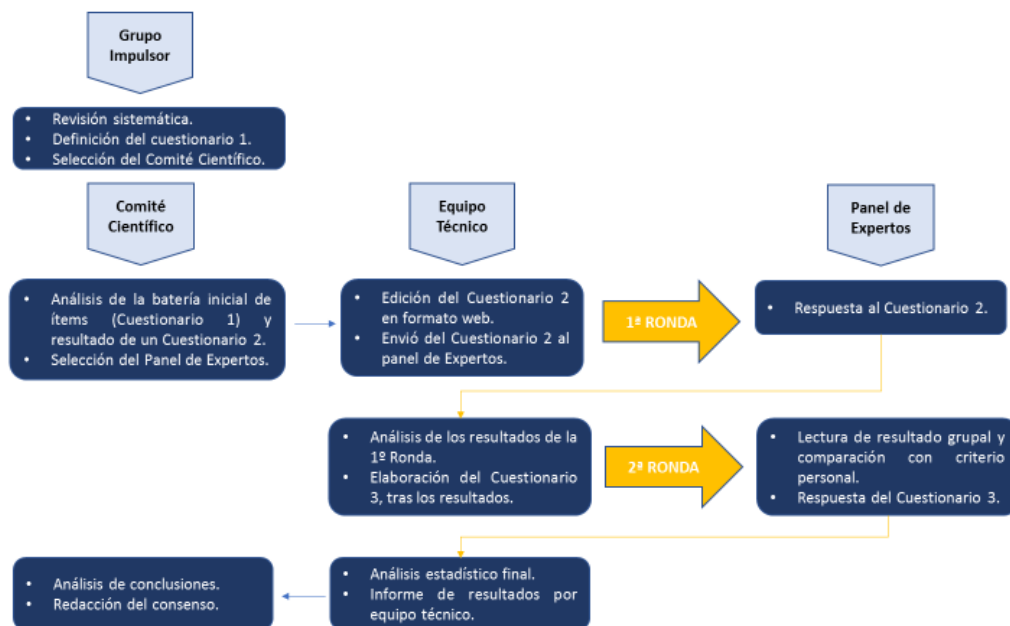 Grupo
Impulsor
• Revisión sistemática.
• Definición del cuestionario 1.
• Selección del Comité Científico.
Comité
Científico
Equipo
Técnico
Panel de
Expertos
• Análisis de la batería inicial de
ítems (Cuestionario 1) y
resultado de un Cuestionario 2.
• Selección del Panel de Expertos.
• Edición del Cuestionario 2
en formato web.
• Envió del Cuestionario 2 al
panel de Expertos.
1ª RONDA
• Respuesta al Cuestionario 2.
• Análisis de los resultados de la
1º Ronda.
• Elaboración del Cuestionario
3, tras los resultados.
2ª RONDA
• Lectura de resultado grupal y
comparación con criterio
personal.
• Respuesta del Cuestionario 3.
• Análisis estadístico final.
• Informe de resultados por
equipo técnico.
• Análisis de conclusiones.
• Redacción del consenso.